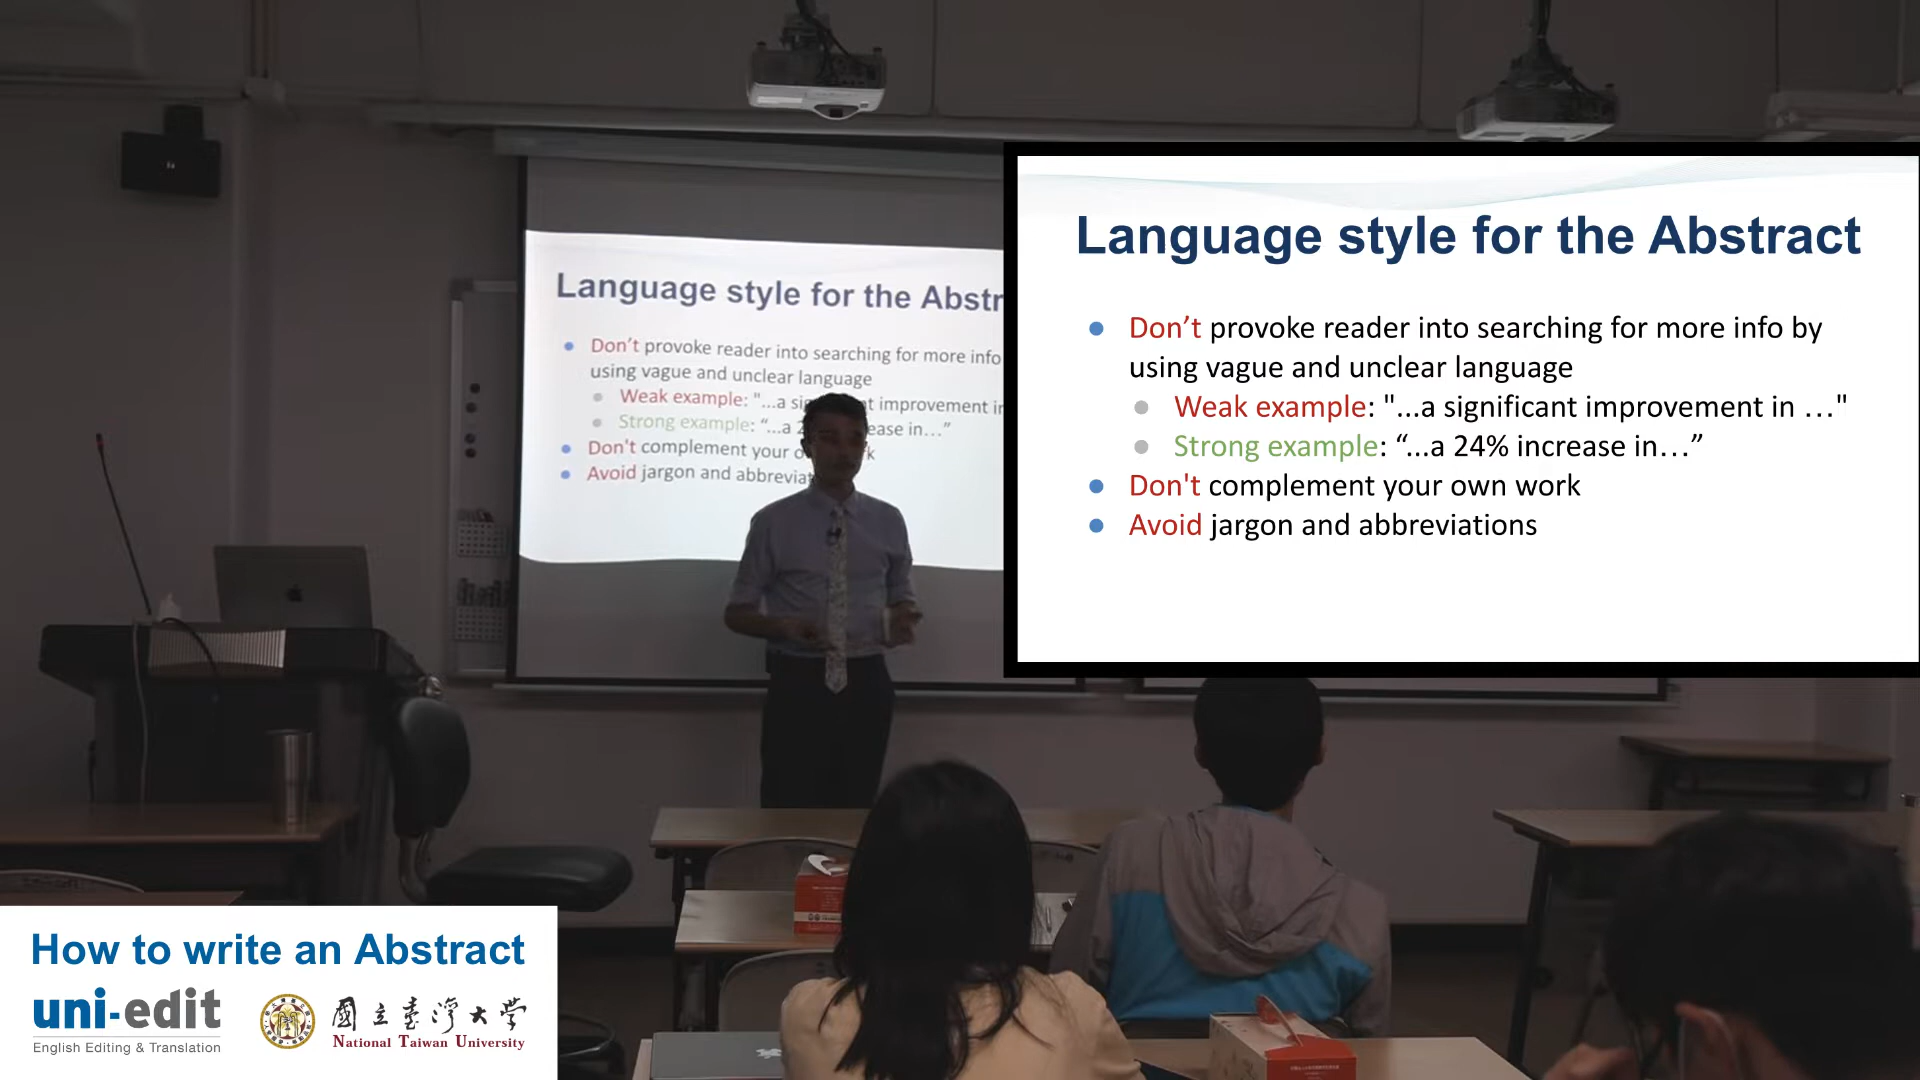 Language style for the Abstr
Don't provoke reader into searching for more info
using vague and unclear language
Weak example: "...a sig t improvement in
Strong example: “...a 2 ease in...”
Don't complement your o k
Avoid jargon and abbreviat
Language style for the Abstract
Don’t provoke reader into searching for more info by
using vague and unclear language
Weak example: "...a significant improvement in ..."
Strong example: “...a 24% increase in...”
Don't complement your own work
Avoid jargon and abbreviations
How to write an Abstract
uni-edit
English Editing & Translation
國立臺灣大學
National Taiwan University